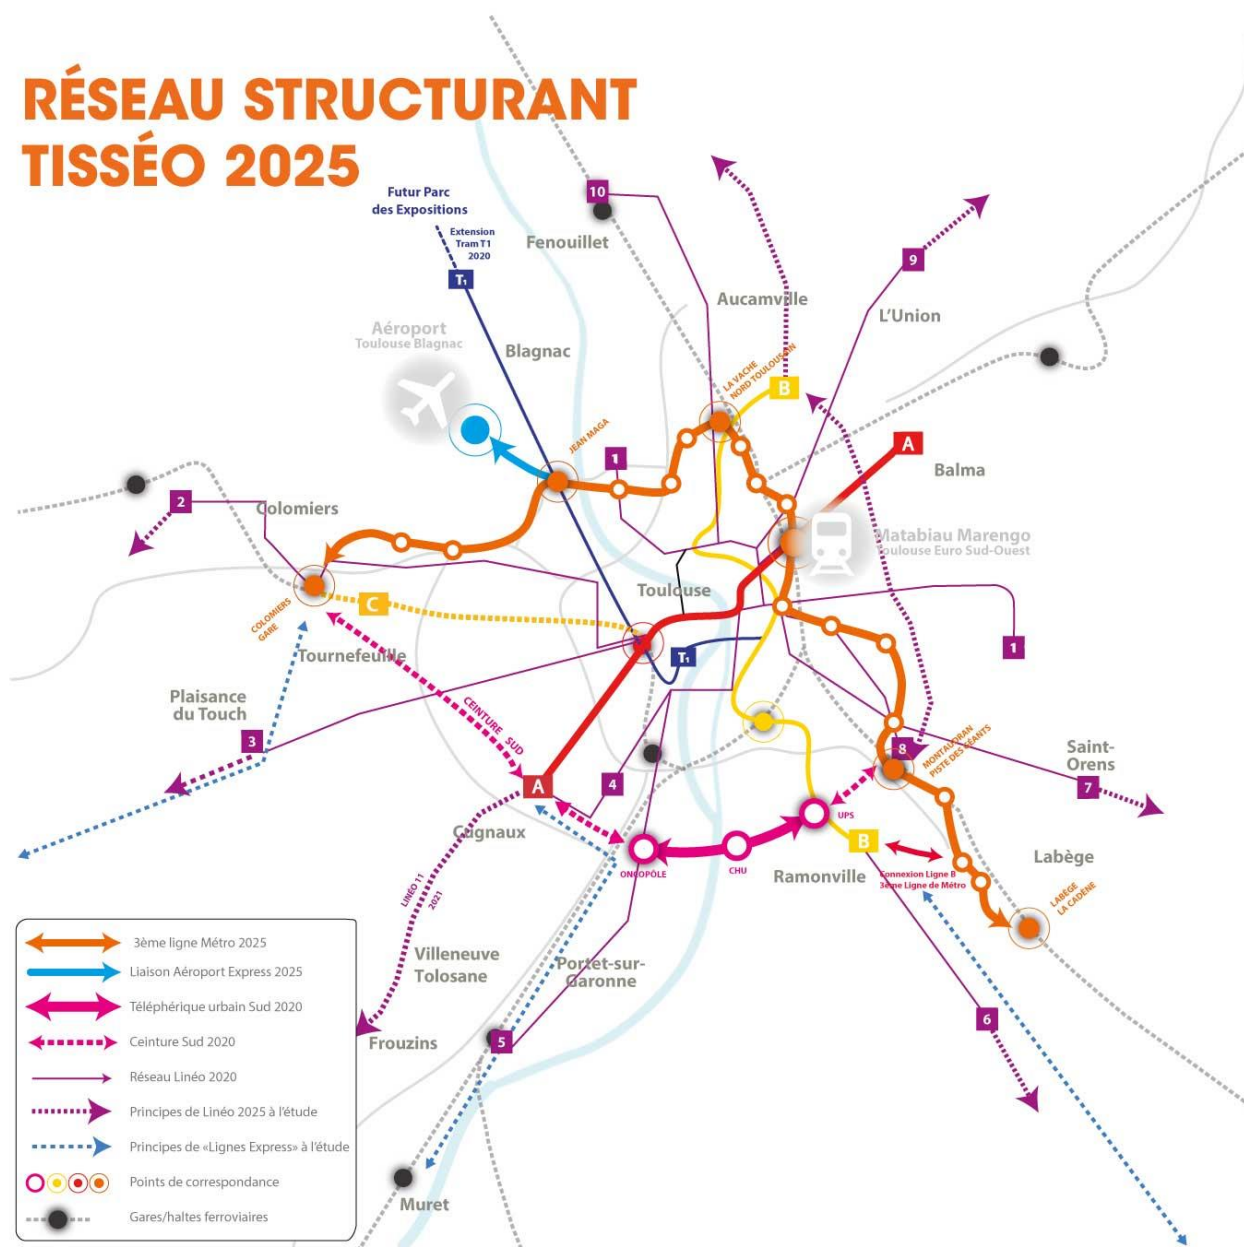 RÉSEAU STRUCTURANT
TISSÉO 2025
Futur Parc
des Expositions
Extension
Tram T1
2020
T1
10
Fenouillet
9
Aucamville
L'Union
Aéroport
Toulouse Blagnac
Blagnac
LA VACHE
NORD TOULOUSAIN
B
JEAN MAGA
A
Balma
1
2
Colomiers
Matabiau Marengo
Toulouse Euro Sud-Ouest
Toulouse
C
COLOMIERS
GARE
Tournefeuille
T1
1
Plaisance
du Touch
3
CEINTURE SUD
8
MONTAUDRAN
PISTE DES GÉANTS
Saint-
Orens
7
A
4
UPS
Cugnaux
B
ONCOPÔLE
CHU
Ramonville
Connexion Ligne B
3ème Ligne de Métro
Labège
LABÈGE
LA CADÈNE
LINÉO 11
2021
Villeneuve
Tolosane
Portet-sur-
Garonne
6
Frouzins
5
Muret
3ème ligne Métro 2025
Liaison Aéroport Express 2025
Téléphérique urbain Sud 2020
Ceinture Sud 2020
Réseau Linéo 2020
Principes de Linéo 2025 à l'étude
Principes de «Lignes Express» à l'étude
Points de correspondance
Gares/haltes ferroviaires